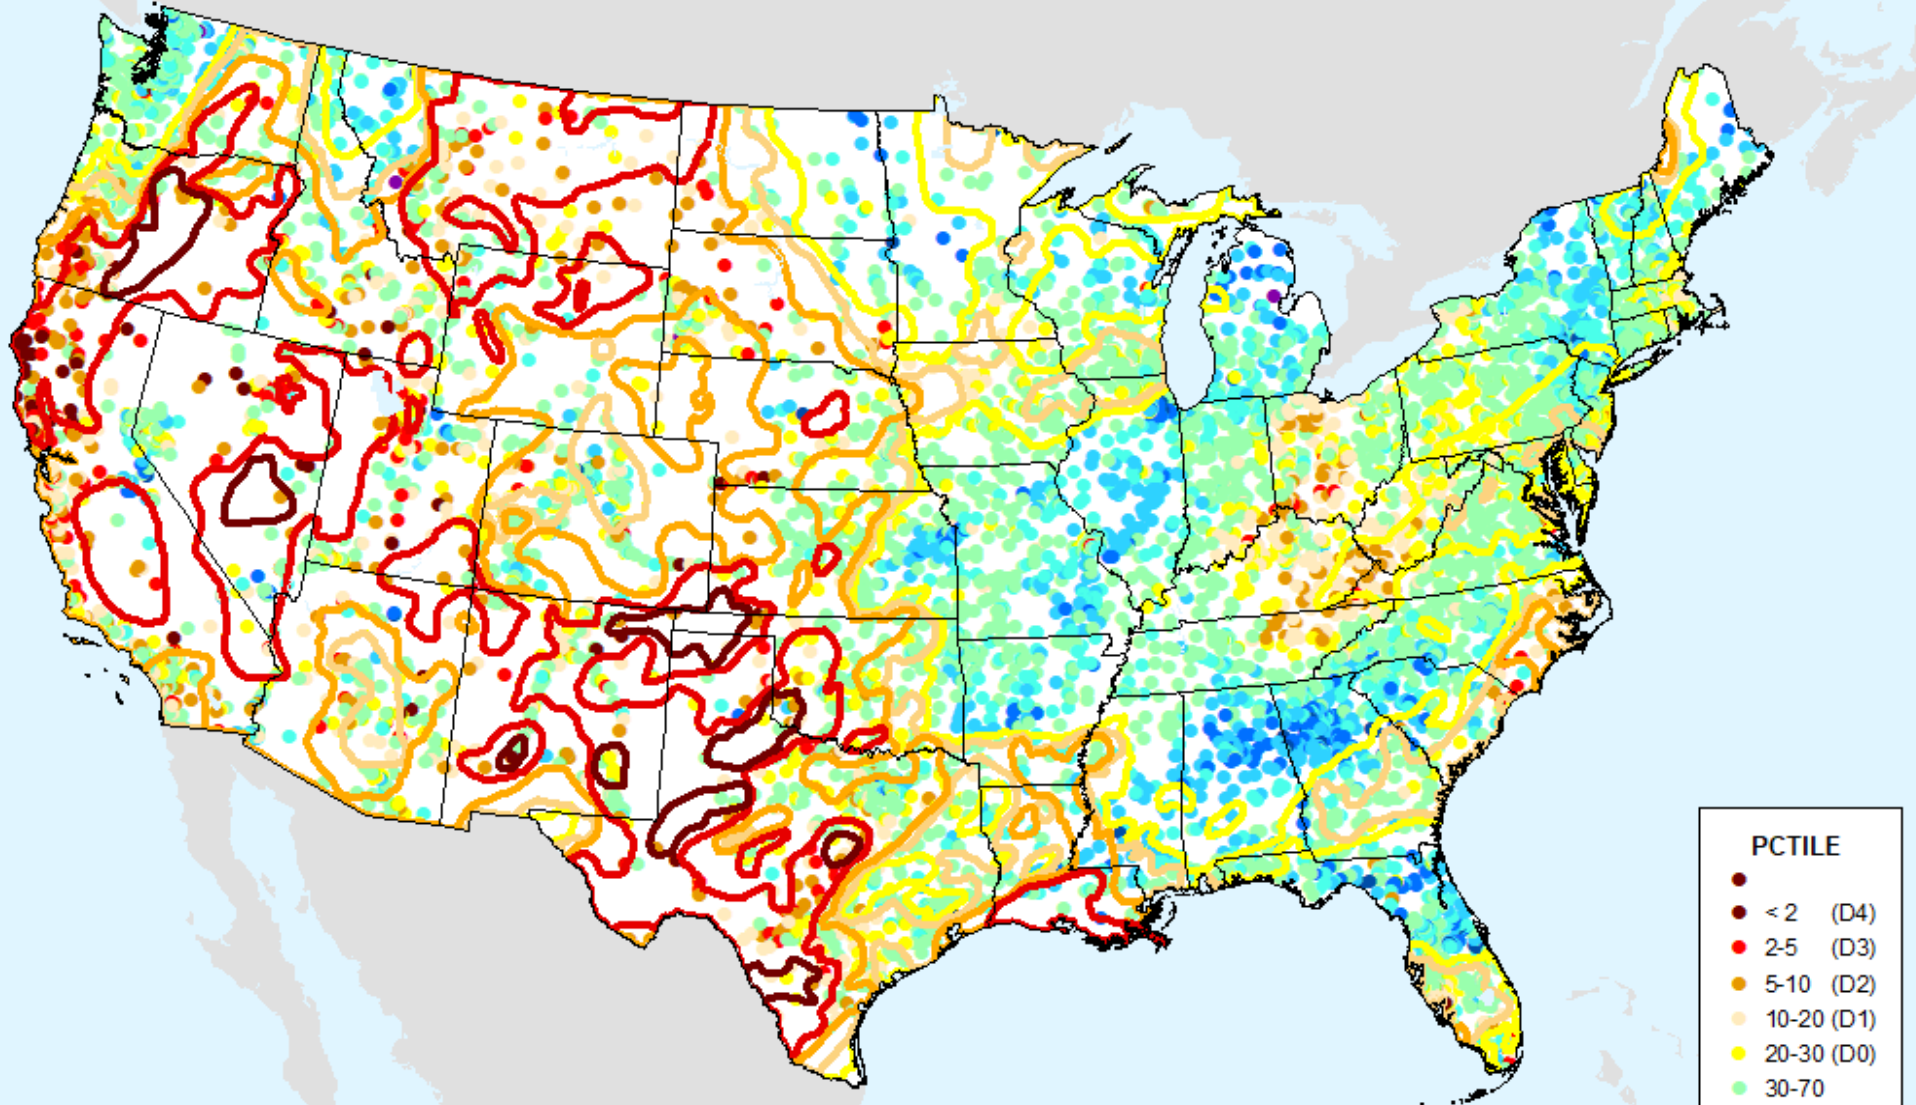 PCTILE
< 2 (D4)
2-5 (D3)
5-10 (D2)
10-20 (D1)
20-30 (D0)
30-70